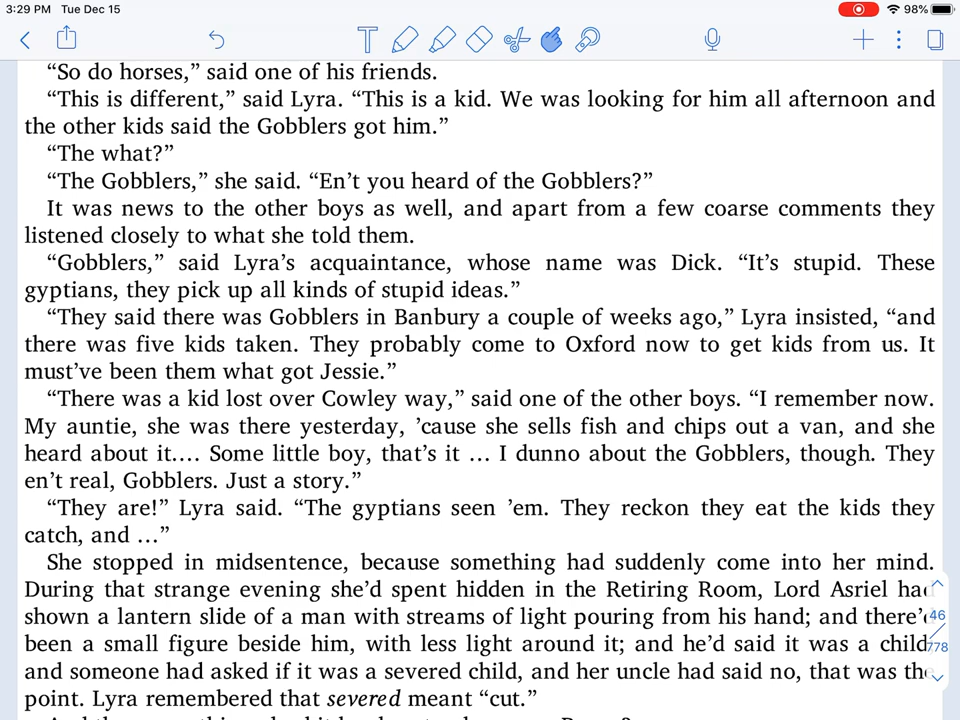 3:29 PM Tue Dec 15
98%
T
“So do horses,” said one of his friends.
“This is different,” said Lyra. “This is a kid. We was looking for him all afternoon and
the other kids said the Gobblers got him.”
“The what?”
“The Gobblers,” she said. “En’t you heard of the Gobblers?”
It was news to the other boys as well, and apart from a few coarse comments they
listened closely to what she told them.
“Gobblers,” said Lyra’s acquaintance, whose name was Dick. “It’s stupid. These
gyptians, they pick up all kinds of stupid ideas.”
“They said there was Gobblers in Banbury a couple of weeks ago,” Lyra insisted, “and
there was five kids taken. They probably come to Oxford now to get kids from us. It
must’ve been them what got Jessie.”
“There was a kid lost over Cowley way,” said one of the other boys. “I remember now.
My auntie, she was there yesterday, ’cause she sells fish and chips out a van, and she
heard about it.… Some little boy, that’s it … I dunno about the Gobblers, though. They
en’t real, Gobblers. Just a story.”
“They are!” Lyra said. “The gyptians seen ’em. They reckon they eat the kids they
catch, and …”
She stopped in midsentence, because something had suddenly come into her mind.
During that strange evening she’d spent hidden in the Retiring Room, Lord Asriel had
shown a lantern slide of a man with streams of light pouring from his hand; and there’d
been a small figure beside him, with less light around it; and he’d said it was a child
and someone had asked if it was a severed child, and her uncle had said no, that was the
point. Lyra remembered that severed meant “cut.”
46
778